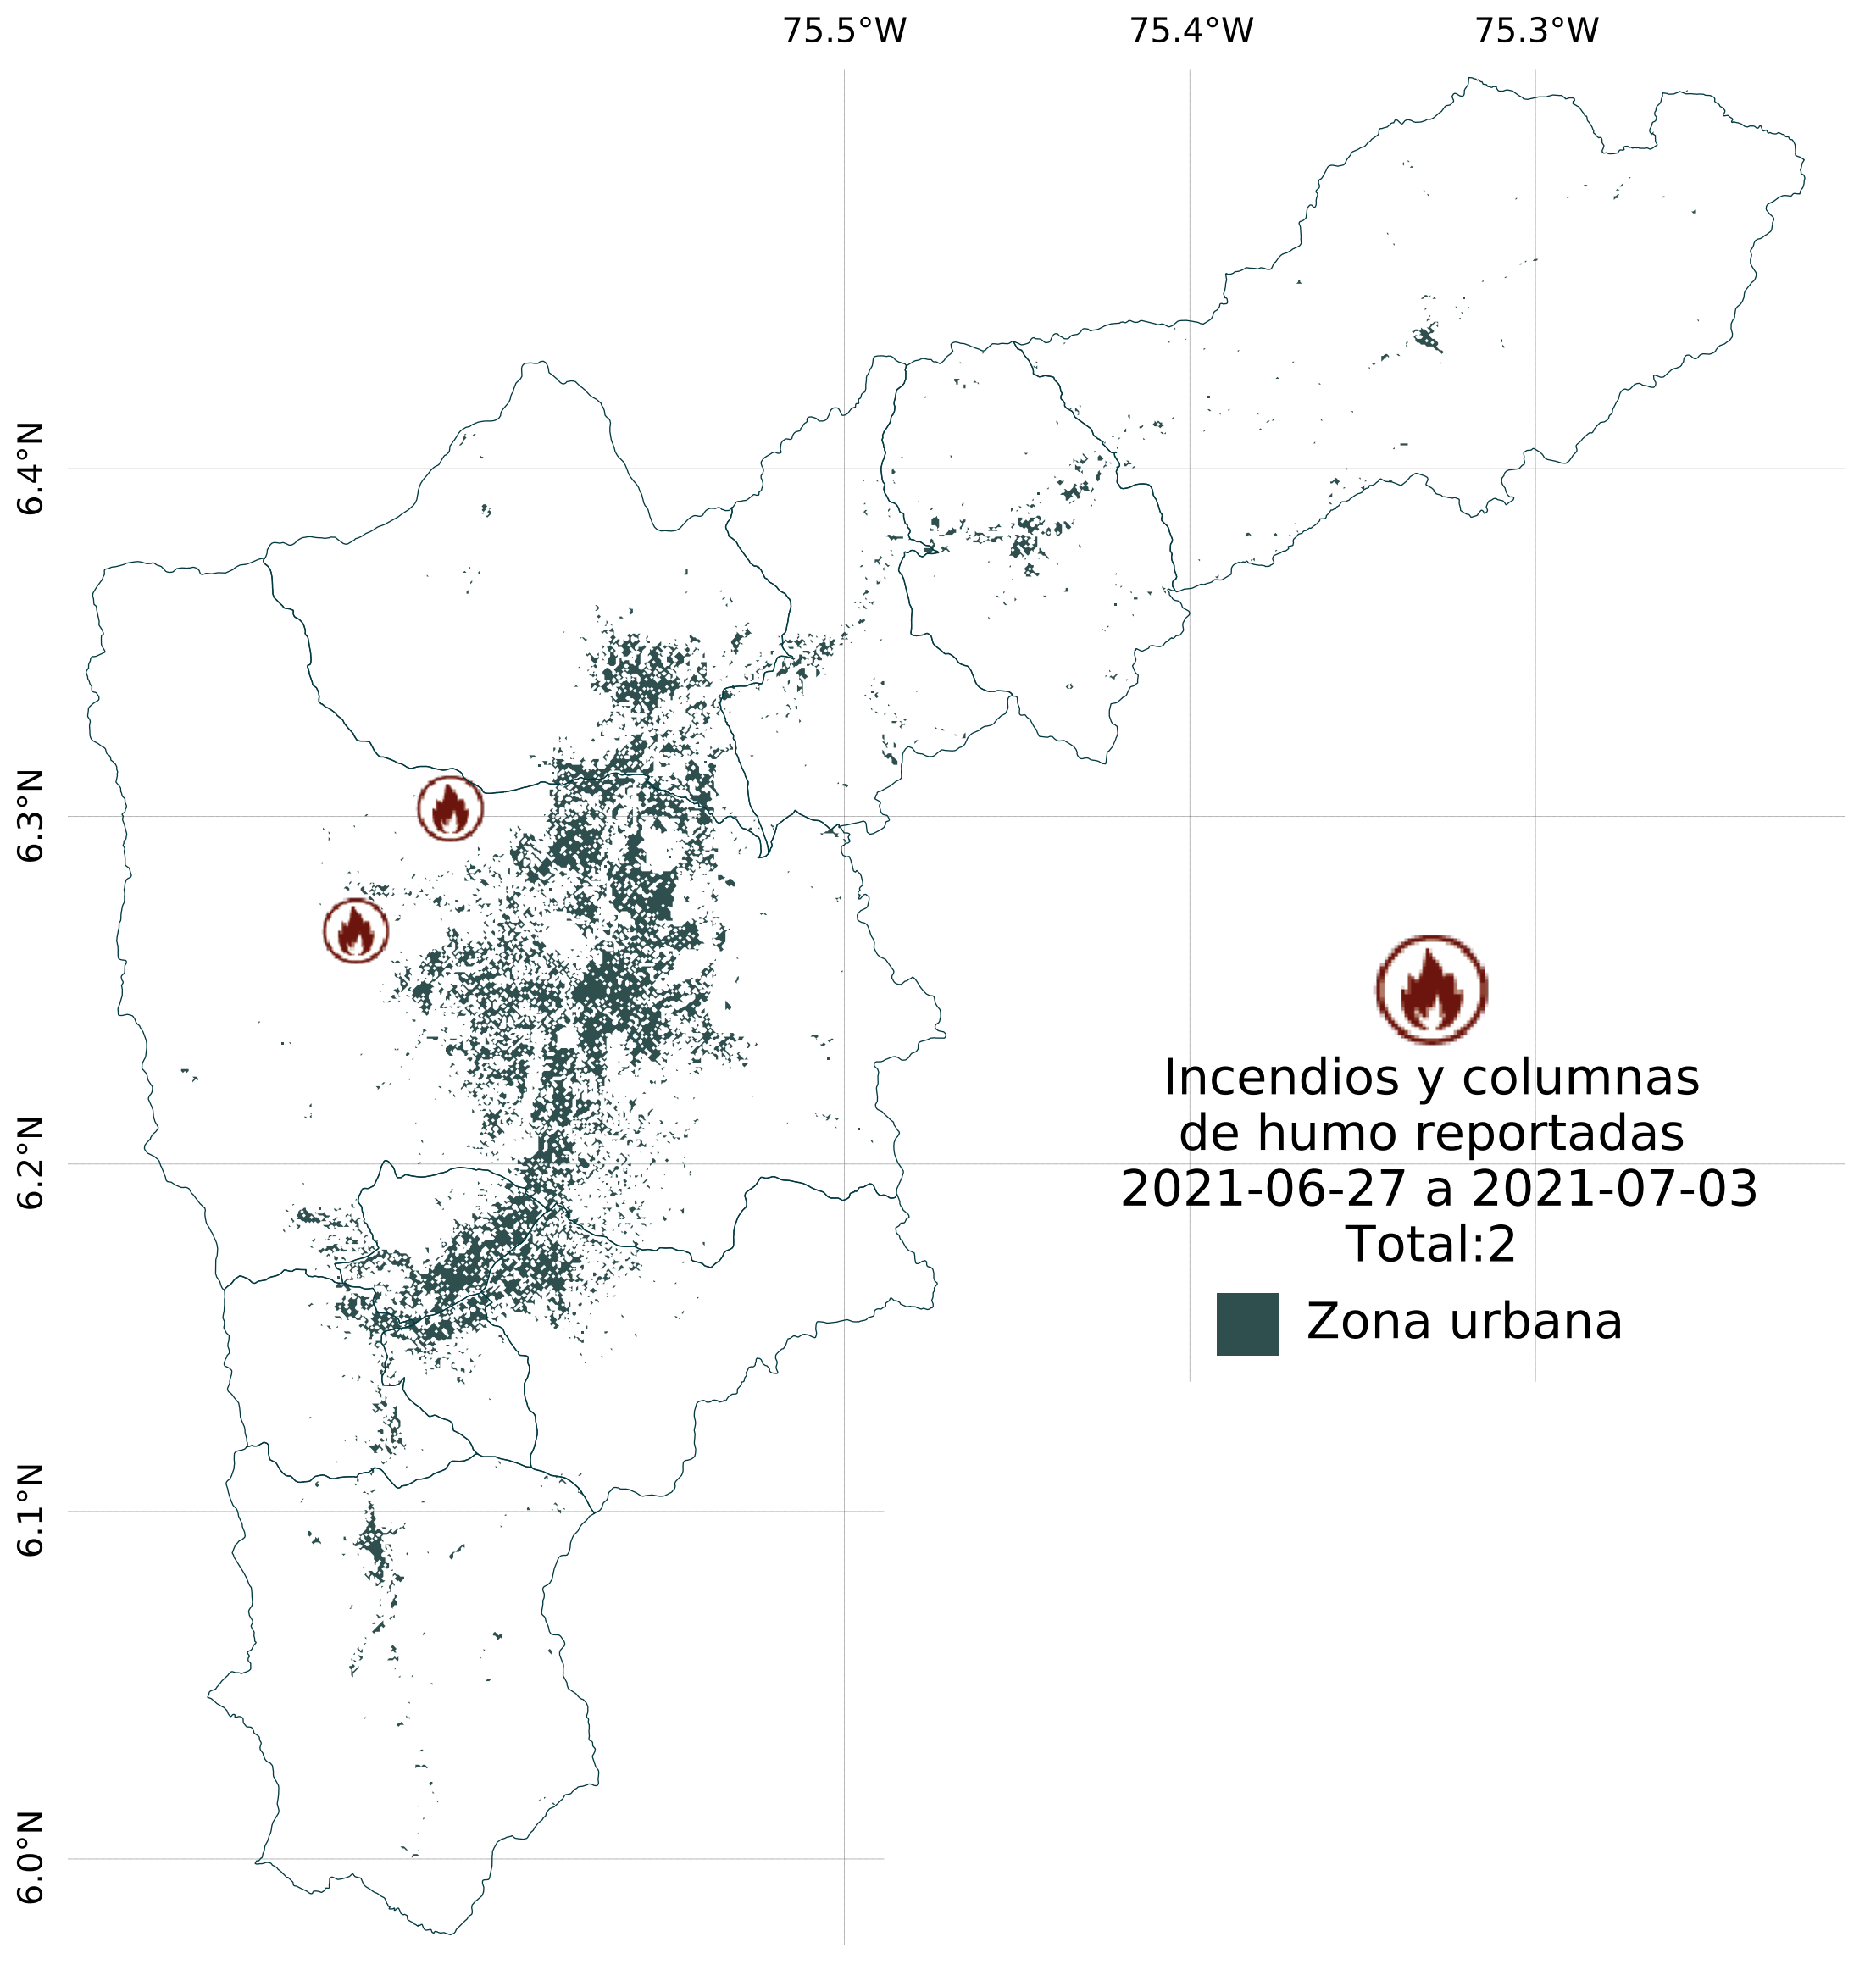 75.5°W 75.4°W 75.3°W
6.4°N
6.3°N
6.2°N
6.1°N
6.0°N
Incendios y columnas
de humo reportadas
2021-06-27 a 2021-07-03
Total:2
Zona urbana